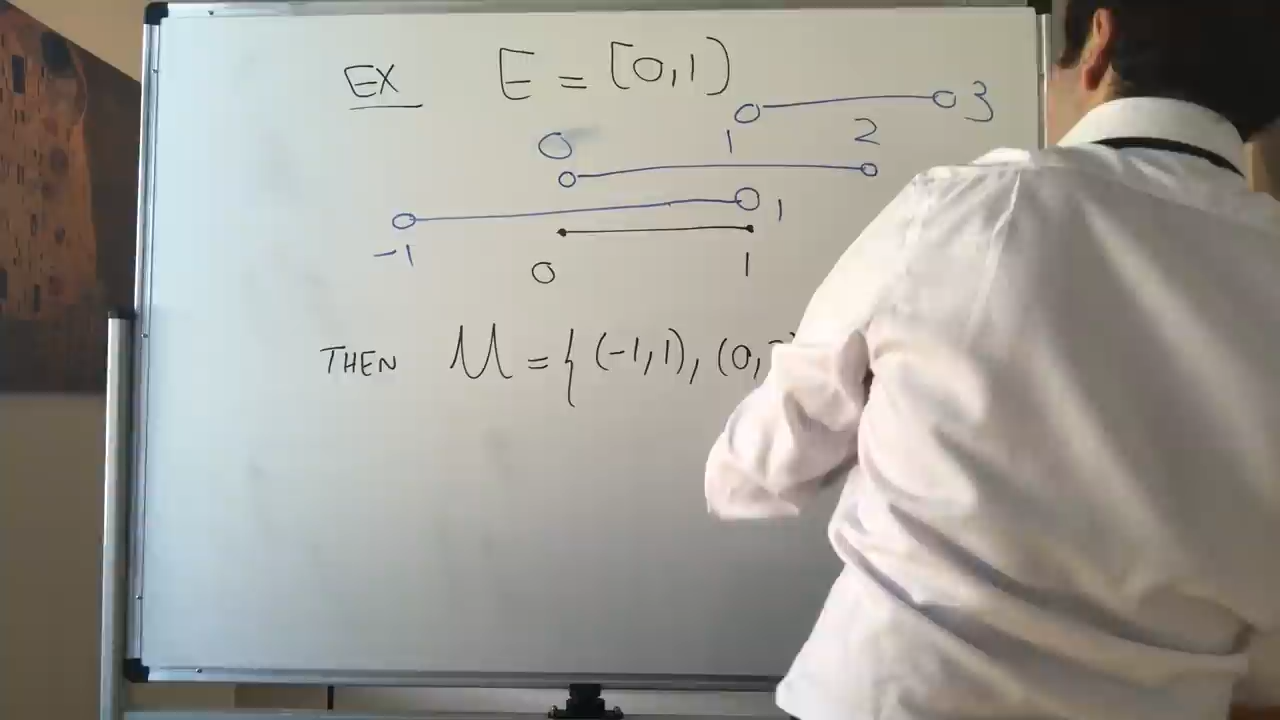 EX E = [0,1)
3
0 1 2
-1 1
0 1
THEN U = { (-1,1), (0,